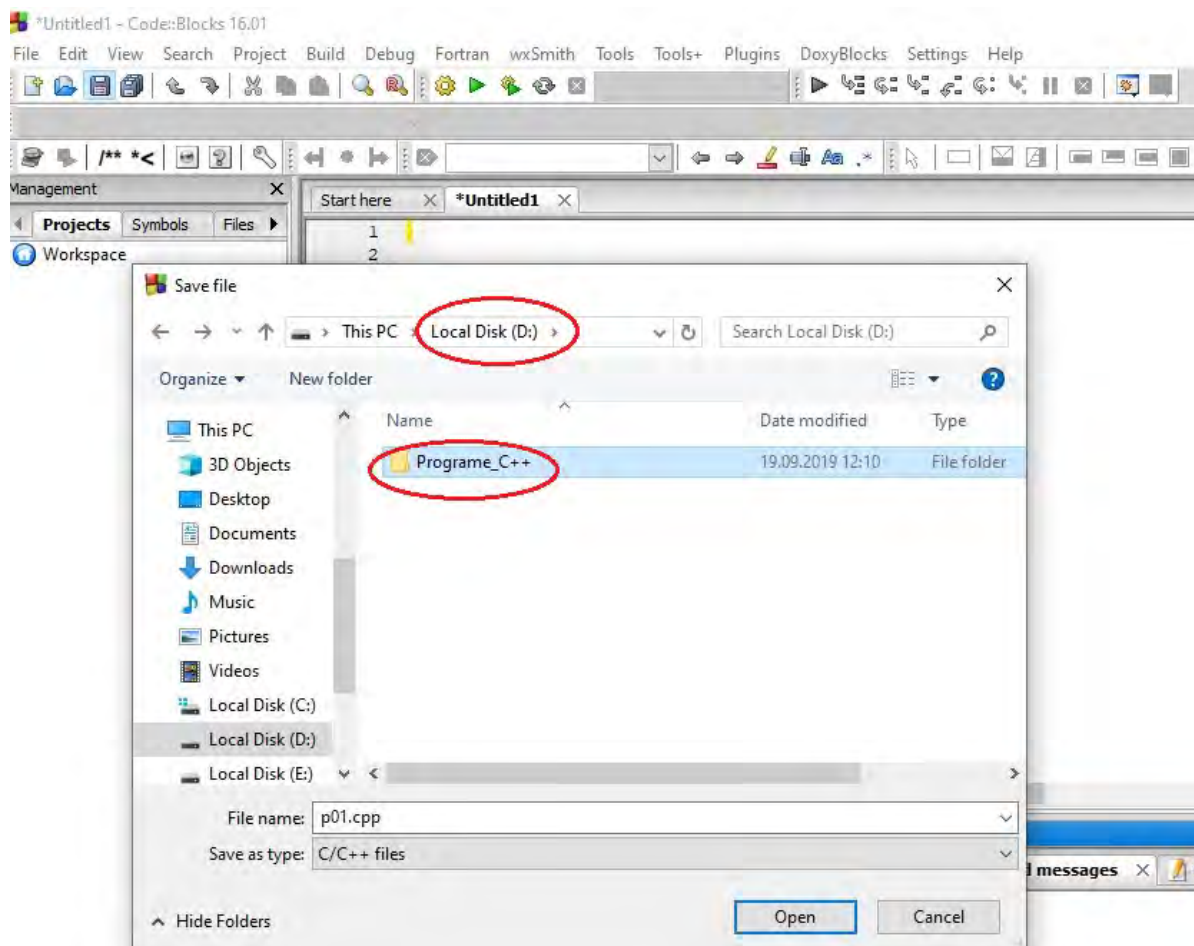 *Untitled1 - Code::Blocks 16.01
File Edit View Search Project Build Debug Fortran wxSmith Tools Tools+ Plugins DoxyBlocks Settings Help
/** *<
Aa .*
Management
Start here *Untitled1
Projects Symbols Files
1
Workspace
2
Save file
This PC > Local Disk (D:) >
Search Local Disk (D:)
Organize New folder
Name Date modified Type
This PC
Programe_C++ 19.09.2019 12:10 File folder
3D Objects
Desktop
Documents
Downloads
Music
Pictures
Videos
Local Disk (C:)
Local Disk (D:)
Local Disk (E:)
File name: p01.cpp
Save as type: C/C++ files
d messages
Hide Folders
Open Cancel